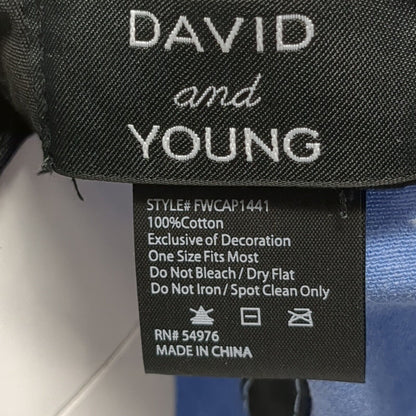 DAVID
and
YOUNG
STYLE# FWCAP1441
100%Cotton
Exclusive of Decoration
One Size Fits Most
Do Not Bleach / Dry Flat
Do Not Iron / Spot Clean Only
RN# 54976
MADE IN CHINA